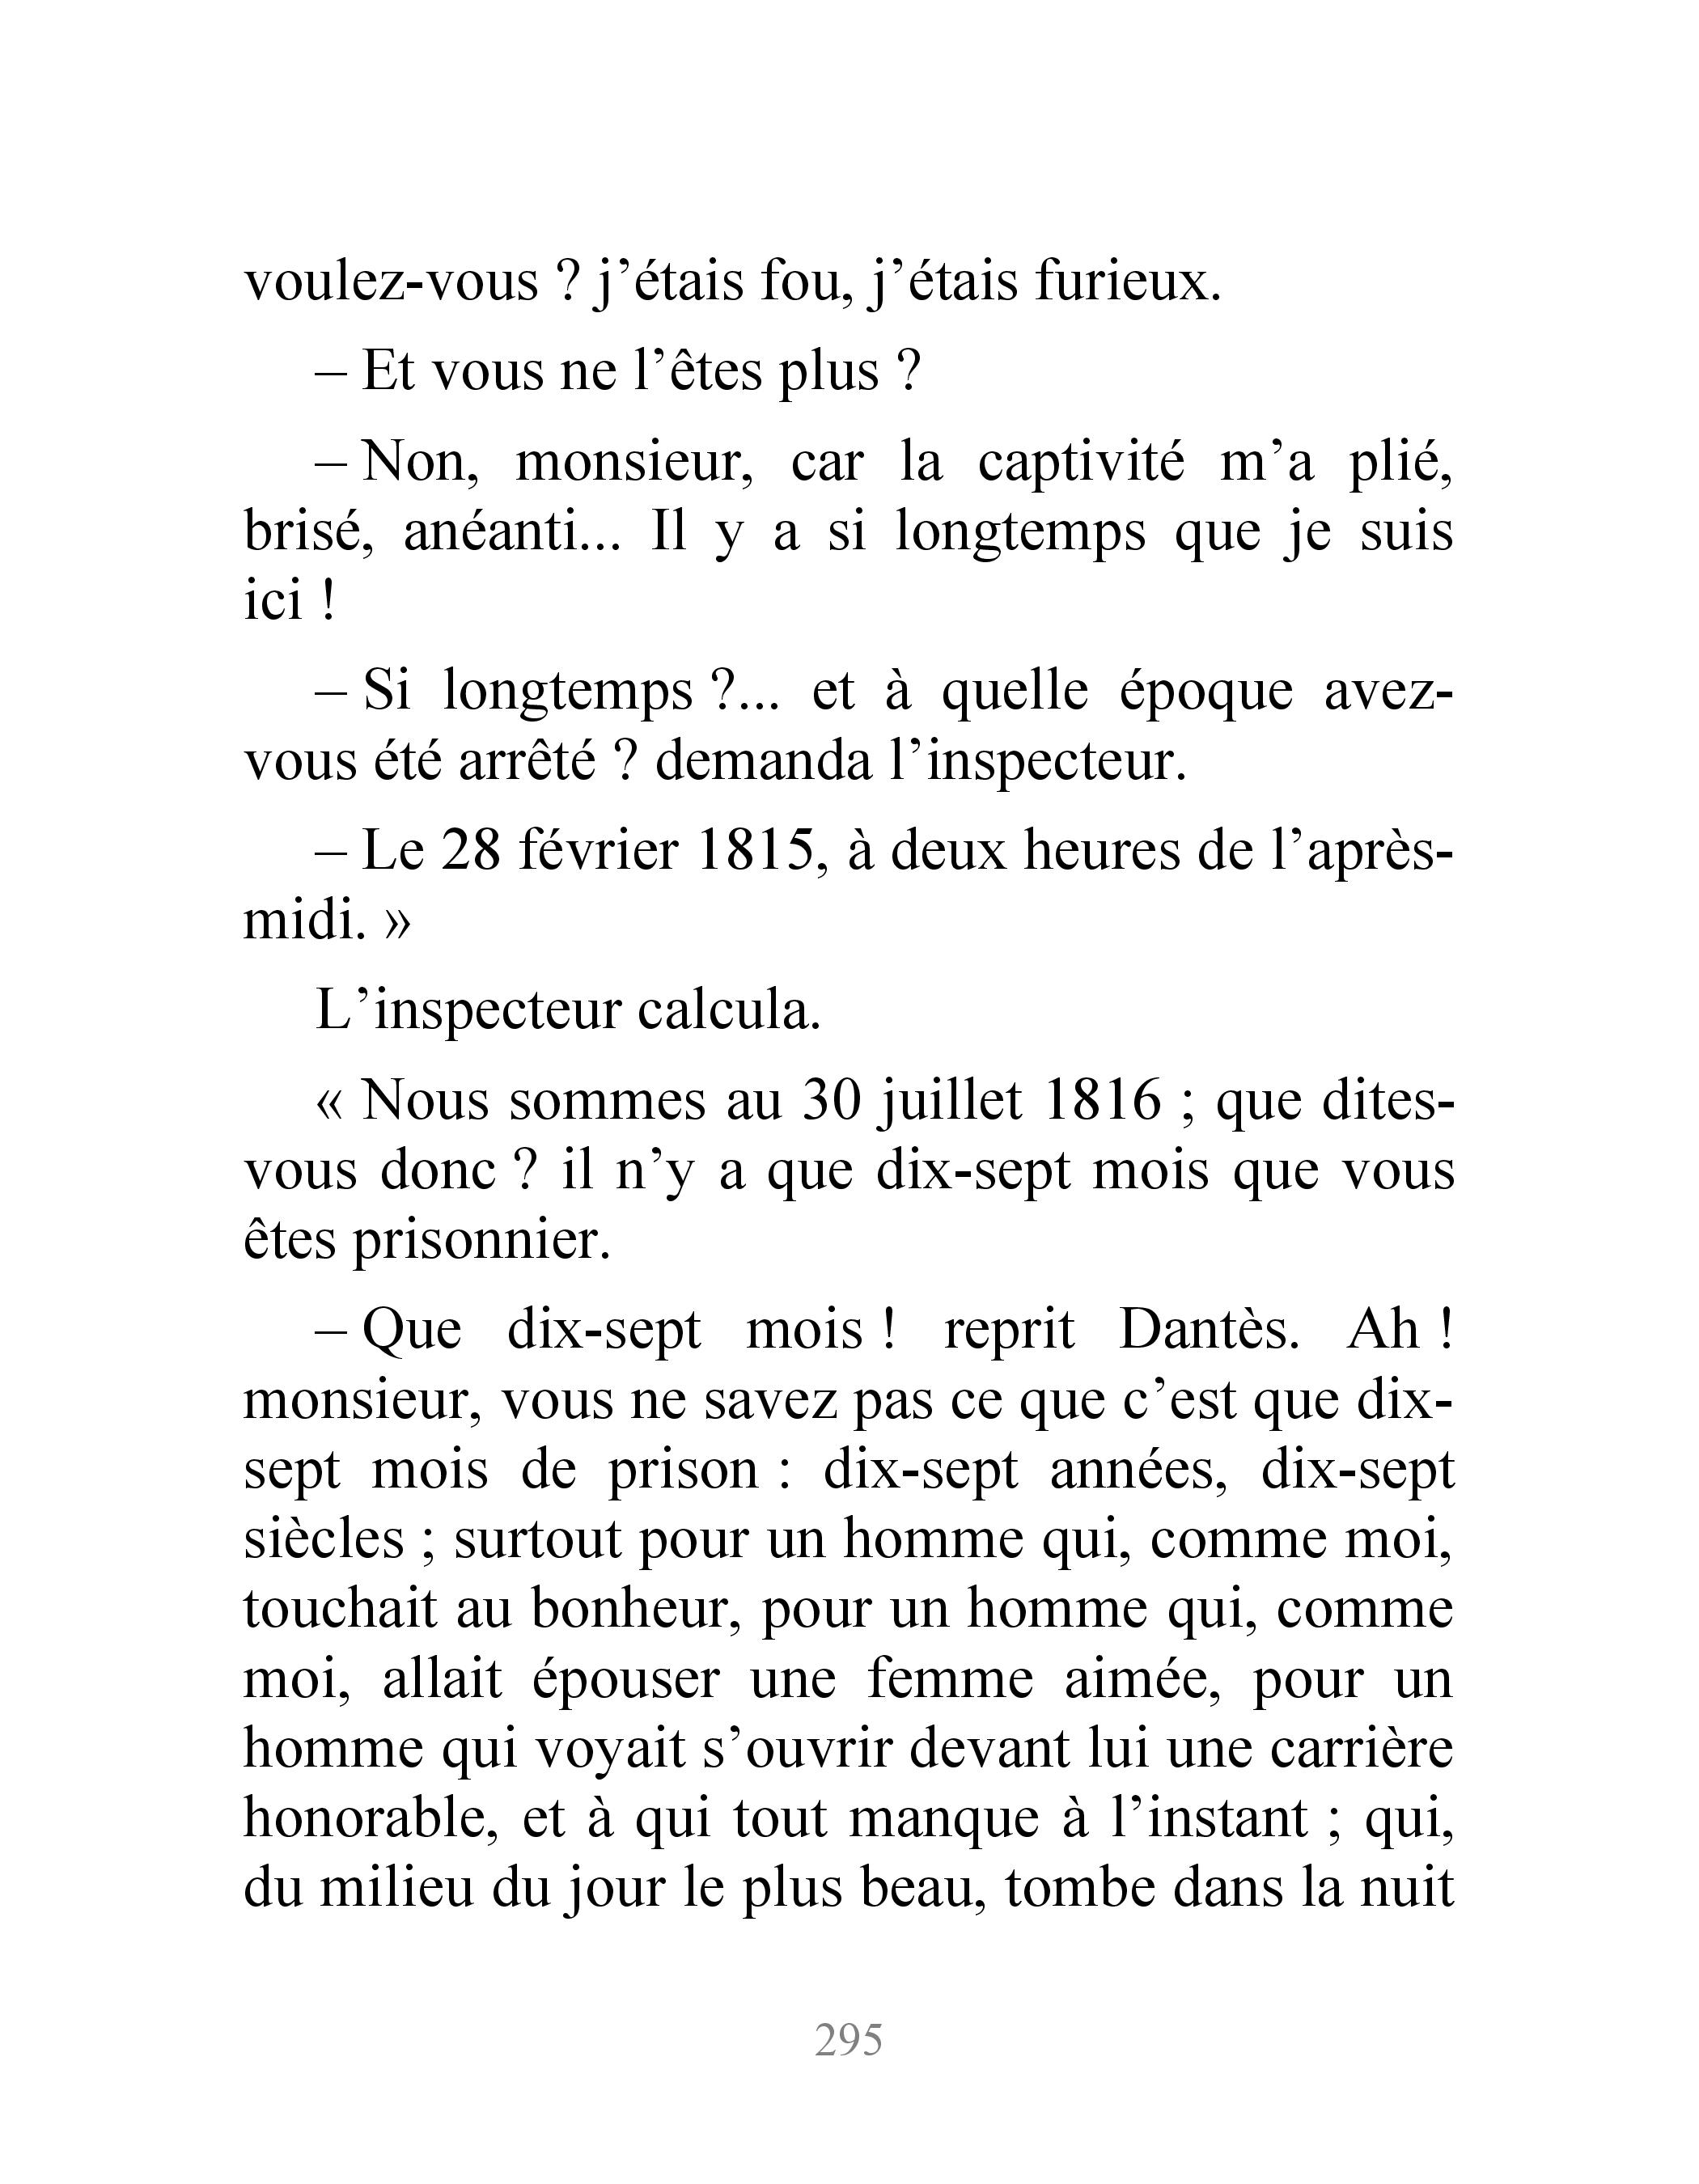 voulez-vous ? j’étais fou, j’étais furieux.
– Et vous ne l’êtes plus ?
– Non, monsieur, car la captivité m’a plié,
brisé, anéanti... Il y a si longtemps que je suis
ici !
– Si longtemps ?... et à quelle époque avez-
vous été arrêté ? demanda l’inspecteur.
– Le 28 février 1815, à deux heures de l’après-
midi. »
L’inspecteur calcula.
« Nous sommes au 30 juillet 1816 ; que dites-
vous donc ? il n’y a que dix-sept mois que vous
êtes prisonnier.
– Que dix-sept mois ! reprit Dantès. Ah !
monsieur, vous ne savez pas ce que c’est que dix-
sept mois de prison : dix-sept années, dix-sept
siècles ; surtout pour un homme qui, comme moi,
touchait au bonheur, pour un homme qui, comme
moi, allait épouser une femme aimée, pour un
homme qui voyait s’ouvrir devant lui une carrière
honorable, et à qui tout manque à l’instant ; qui,
du milieu du jour le plus beau, tombe dans la nuit
295